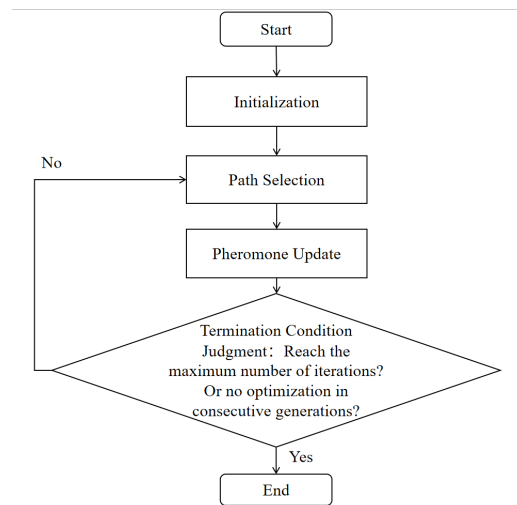 Start
Initialization
No
Path Selection
Pheromone Update
Termination Condition
Judgment：Reach the
maximum number of iterations?
Or no optimization in
consecutive generations?
Yes
End